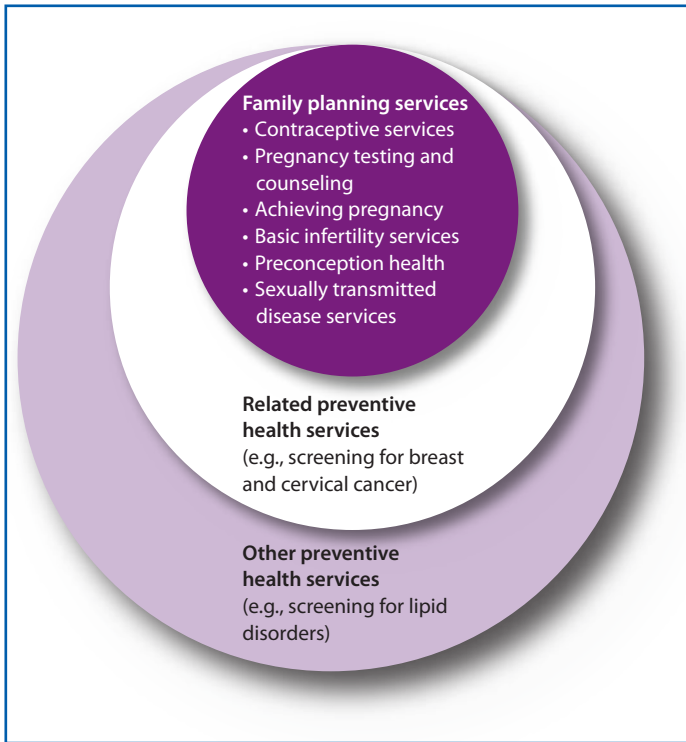 Family planning services
• Contraceptive services
• Pregnancy testing and
counseling
• Achieving pregnancy
• Basic infertility services
• Preconception health
• Sexually transmitted
disease services
Related preventive
health services
(e.g., screening for breast
and cervical cancer)
Other preventive
health services
(e.g., screening for lipid
disorders)